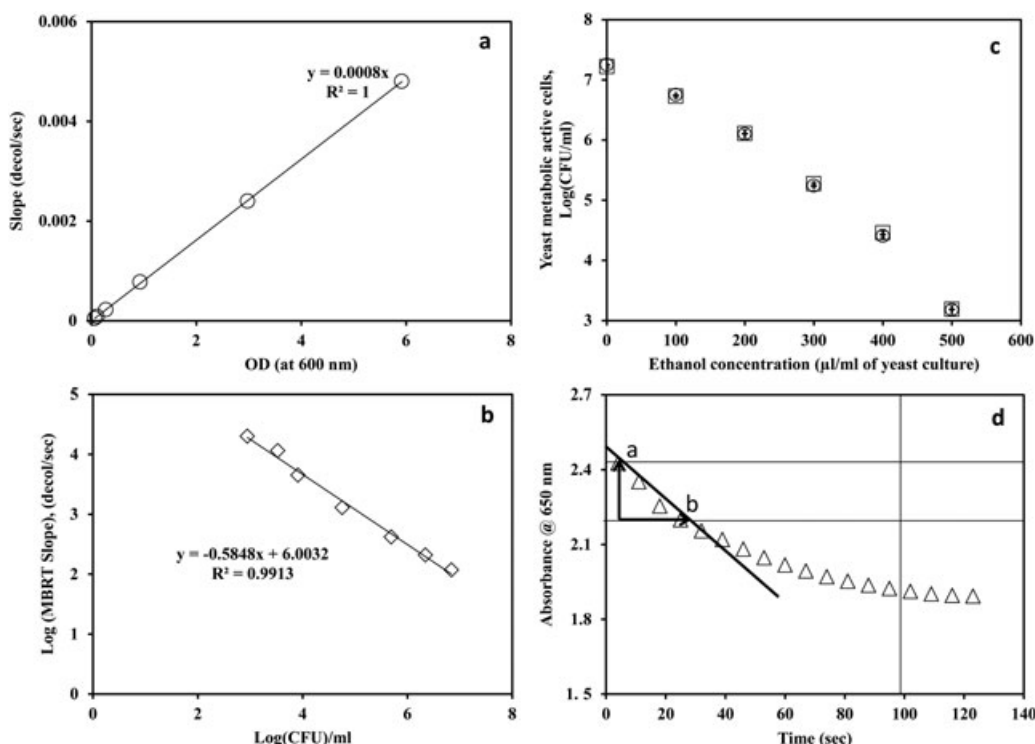 a
0.006
y = 0.0008x
R² = 1
0.004
0.002
0
Slope (decol/sec)
0 2 4 6 8
OD (at 600 nm)
c
8
7
6
5
4
3
Yeast metabolic active cells,
Log(CFU/ml)
0 100 200 300 400 500 600
Ethanol concentration (µl/ml of yeast culture)
b
5
4
3
2
1
0
y = -0.5848x + 6.0032
R² = 0.9913
Log (MBRT Slope), (decol/sec)
0 2 4 6 8
Log(CFU)/ml
d
2.7
2.4
2.1
1.8
1.5
a
b
Absorbance @ 650 nm
0 20 40 60 80 100 120 140
Time (sec)